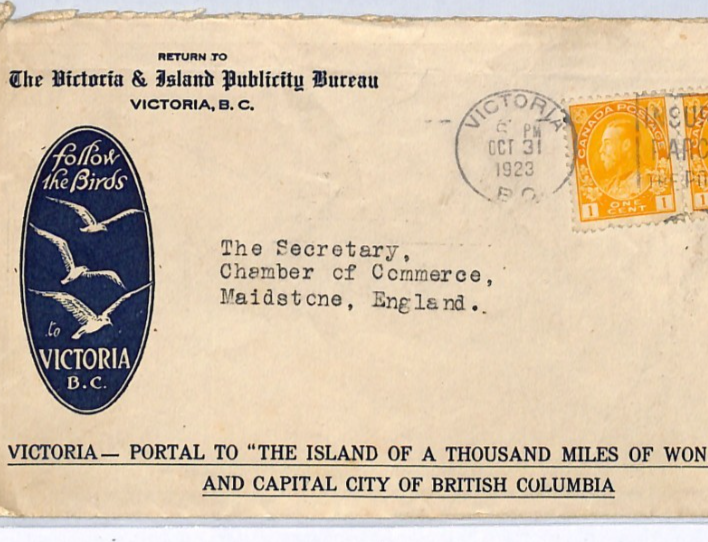 RETURN TO
The Victoria & Island Publicity Bureau
VICTORIA, B. C.
follow
the Birds
to
VICTORIA
B.C.
VICTORIA
PM
OCT 31
1923
B.C.
CANADA POSTAGE
1 ONE CENT 1
The Secretary,
Chamber of Commerce,
Maidstone, England.
VICTORIA — PORTAL TO "THE ISLAND OF A THOUSAND MILES OF WON
AND CAPITAL CITY OF BRITISH COLUMBIA